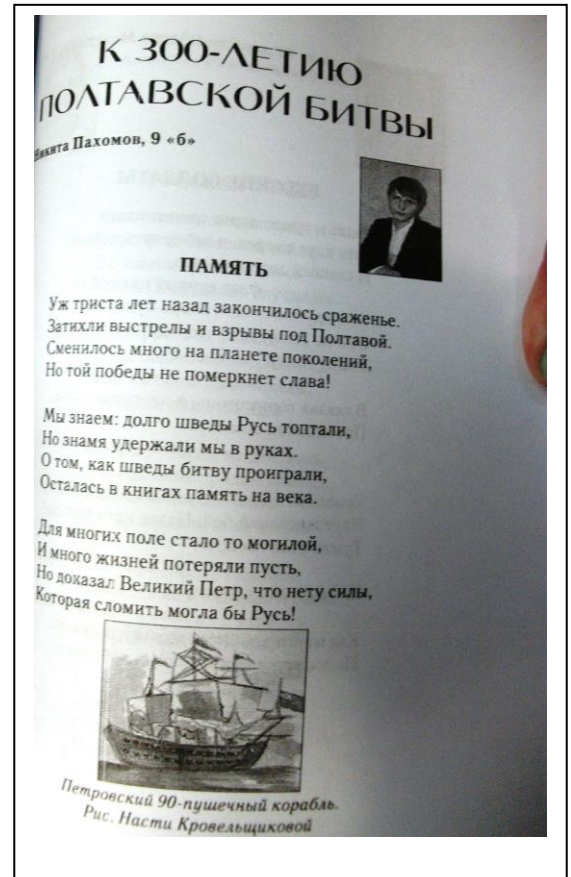 К 300-ЛЕТИЮ
ПОЛТАВСКОЙ БИТВЫ
Никита Пахомов, 9 «б»
ПАМЯТЬ
Уж триста лет назад закончилось сраженье.
Затихли выстрелы и взрывы под Полтавой.
Сменилось много на планете поколений,
Но той победы не померкнет слава!
Мы знаем: долго шведы Русь топтали,
Но знамя удержали мы в руках.
О том, как шведы битву проиграли,
Осталась в книгах память на века.
Для многих поле стало то могилой,
И много жизней потеряли пусть,
Но доказал Великий Петр, что нету силы,
Которая сломить могла бы Русь!
Петровский 90-пушечный корабль.
Рис. Насти Кровельщиковой